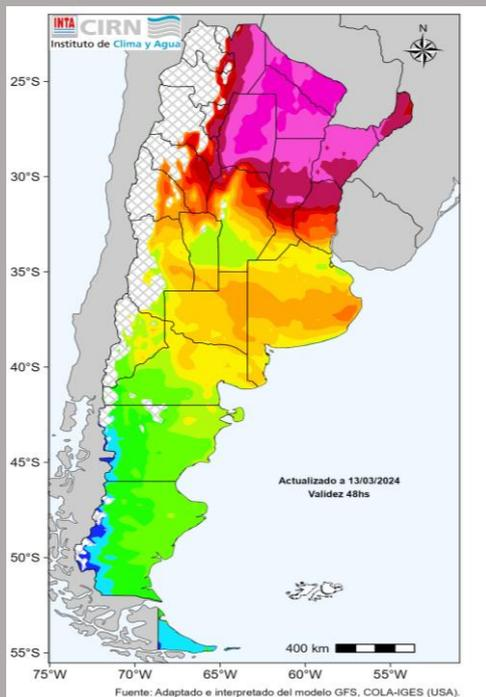 INTA CIRN
Instituto de Clima y Agua
N
25°S
30°S
35°S
40°S
45°S
50°S
55°S
Actualizado a 13/03/2024
Validez 48hs
400 km
75°W 70°W 65°W 60°W 55°W
Fuente: Adaptado e interpretado del modelo GFS, COLA-IGES (USA).